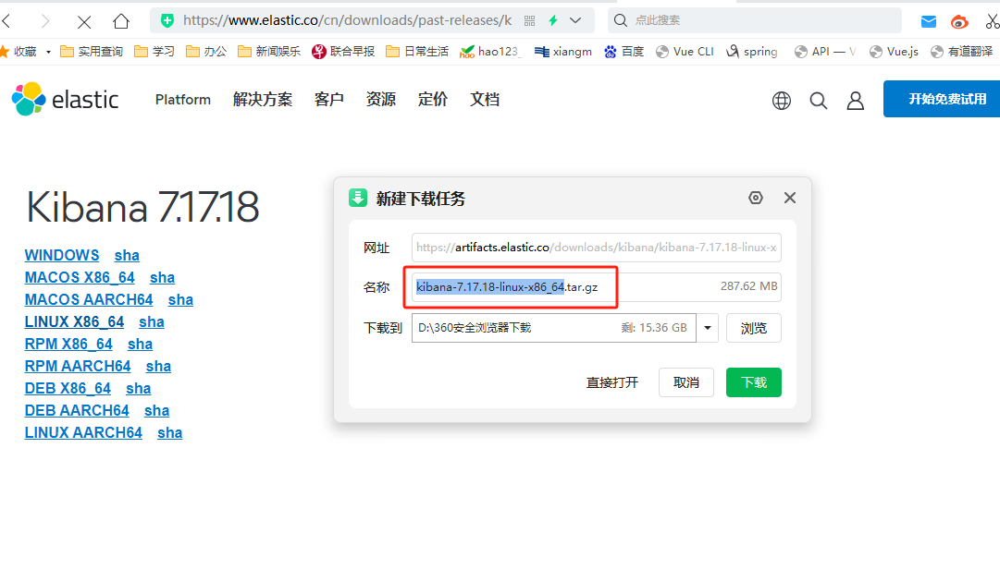 https://www.elastic.co/cn/downloads/past-releases/k
点此搜索
收藏 实用查询 学习 办公 新闻娱乐 联合早报 日常生活 hao123_ xiangm 百度 Vue CLI spring API — V Vue.js 有道翻译
elastic Platform 解决方案 客户 资源 定价 文档 开始免费试用
Kibana 7.17.18
WINDOWS sha
MACOS X86_64 sha
MACOS AARCH64 sha
LINUX X86_64 sha
RPM X86_64 sha
RPM AARCH64 sha
DEB X86_64 sha
DEB AARCH64 sha
LINUX AARCH64 sha
新建下载任务
网址 https://artifacts.elastic.co/downloads/kibana/kibana-7.17.18-linux-x
名称 kibana-7.17.18-linux-x86_64.tar.gz 287.62 MB
下载到 D:\360安全浏览器下载 剩: 15.36 GB 浏览
直接打开 取消 下载